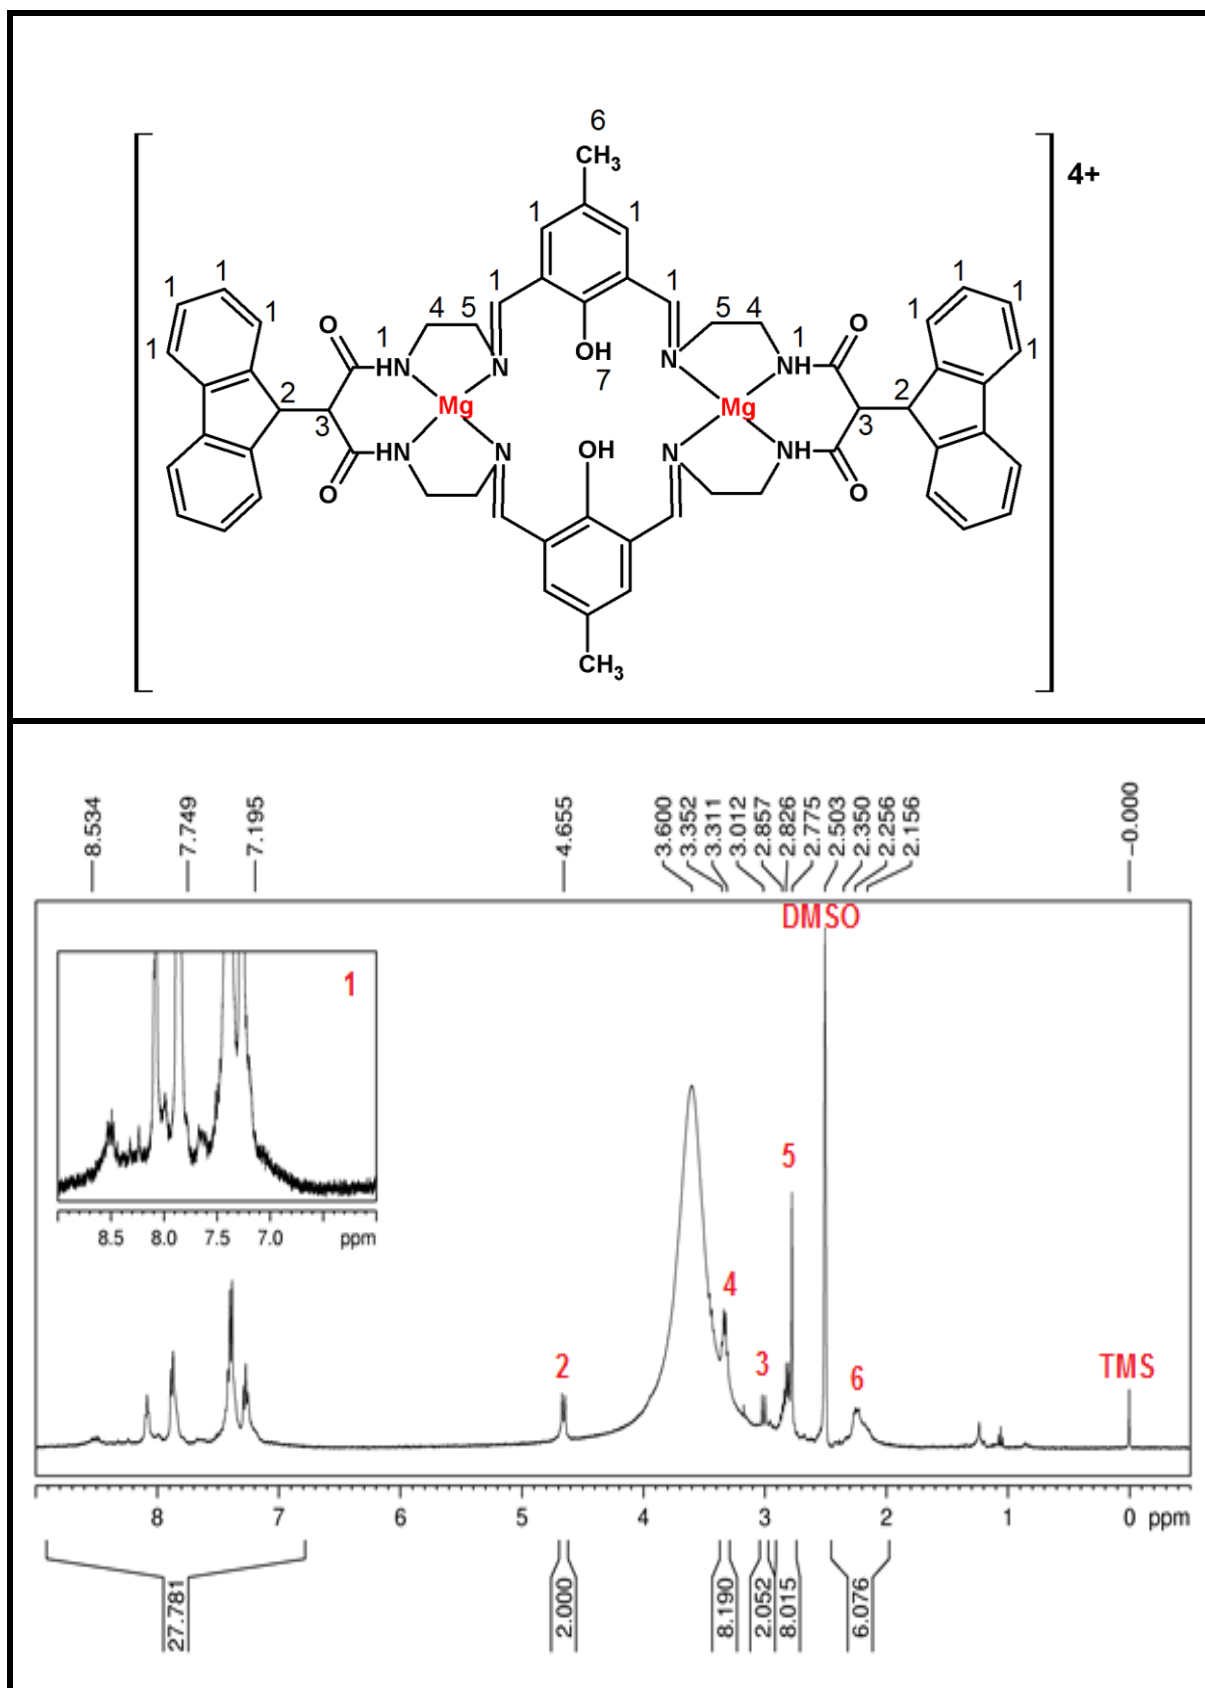 6
CH3
4+
1 1
1 1 1 1
1 1 1 1
4 5 5 4
1 1 1 1
O O
1 1
HN N OH N NH
7
2 Mg Mg 2
3 3
HN N OH N NH
O O
CH3
8.534
7.749
7.195
4.655
3.600
3.352
3.311
3.012
2.857
2.826
2.775
2.503
2.350
2.256
2.156
-0.000
DMSO
1
8.5 8.0 7.5 7.0 ppm
5
4
2 3 6 TMS
8 7 6 5 4 3 2 1 0 ppm
27.781
2.000
8.190
2.052
8.015
6.076